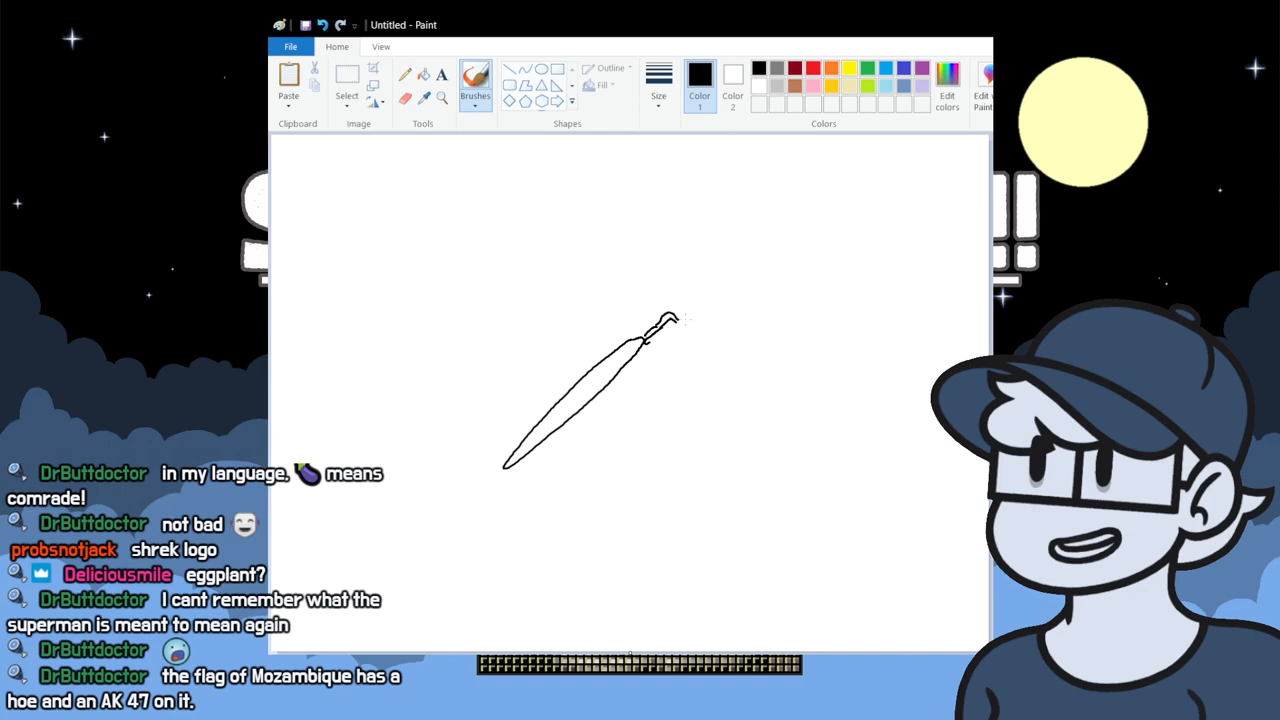 Untitled - Paint
File Home View
Paste
Select
Brushes
Outline
Fill
Size
Color 1
Color 2
Edit colors
Edit w
Paint
Clipboard
Image
Tools
Shapes
Colors
DrButtdoctor in my language, means
comrade!
DrButtdoctor not bad
probsnotjack shrek logo
Deliciousmile eggplant?
DrButtdoctor I cant remember what the
superman is meant to mean again
DrButtdoctor
DrButtdoctor the flag of Mozambique has a
hoe and an AK 47 on it.